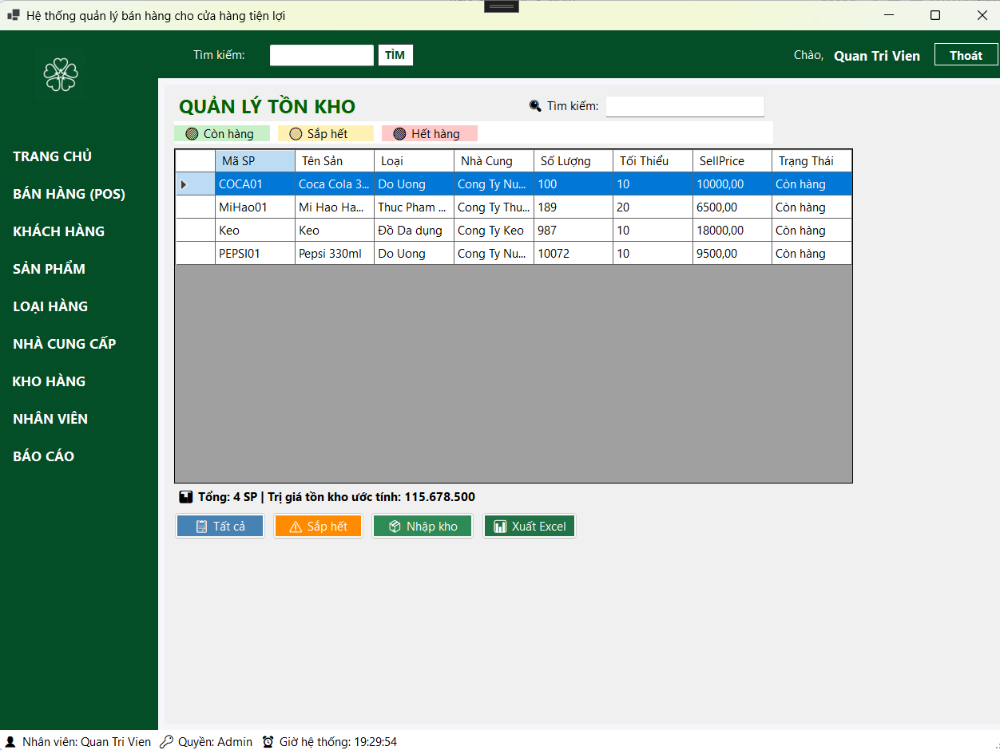 Hệ thống quản lý bán hàng cho cửa hàng tiện lợi
Tìm kiếm: TÌM Chào, Quan Tri Vien Thoát
TRANG CHỦ
BÁN HÀNG (POS)
KHÁCH HÀNG
SẢN PHẨM
LOẠI HÀNG
NHÀ CUNG CẤP
KHO HÀNG
NHÂN VIÊN
BÁO CÁO
QUẢN LÝ TỒN KHO Tìm kiếm:
Còn hàng Sắp hết Hết hàng
Mã SP Tên Sản Loại Nhà Cung Số Lượng Tối Thiểu SellPrice Trạng Thái
COCA01 Coca Cola 3... Do Uong Cong Ty Nu... 100 10 10000,00 Còn hàng
MiHao01 Mi Hao Ha... Thuc Pham ... Cong Ty Thu... 189 20 6500,00 Còn hàng
Keo Keo Đồ Da dụng Cong Ty Keo 987 10 18000,00 Còn hàng
PEPSI01 Pepsi 330ml Do Uong Cong Ty Nu... 10072 10 9500,00 Còn hàng
Tổng: 4 SP | Trị giá tồn kho ước tính: 115.678.500
Tất cả Sắp hết Nhập kho Xuất Excel
Nhân viên: Quan Tri Vien Quyền: Admin Giờ hệ thống: 19:29:54